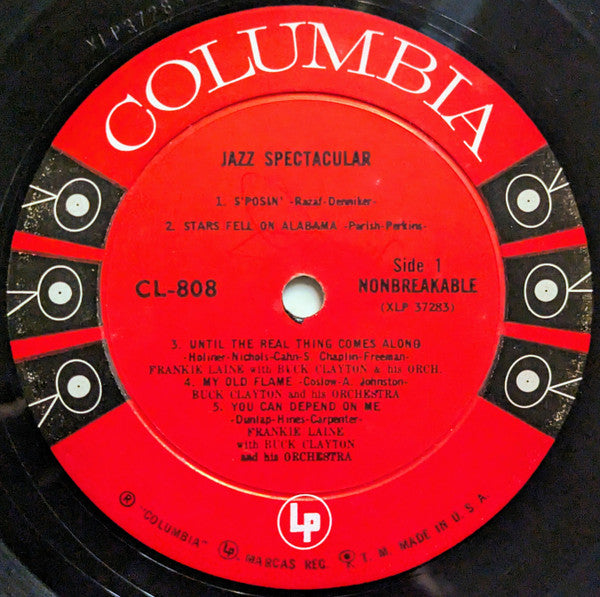 XLP3728
COLUMBIA
JAZZ SPECTACULAR
1. S'POSIN' -Razaf-Denniker-
2. STARS FELL ON ALABAMA -Parish-Perkins-
CL-808
Side 1
NONBREAKABLE
(XLP 37283)
3. UNTIL THE REAL THING COMES ALONG
-Holiner-Nichols-Cahn-S. Chaplin-Freeman-
FRANKIE LAINE with BUCK CLAYTON & his ORCH.
4. MY OLD FLAME -Coslow-A. Johnston-
BUCK CLAYTON and his ORCHESTRA
5. YOU CAN DEPEND ON ME
-Dunlap-Hines-Carpenter-
FRANKIE LAINE
with BUCK CLAYTON
and his ORCHESTRA
LP
® "COLUMBIA" LP MARCAS REG. T. M. MADE IN U. S. A.